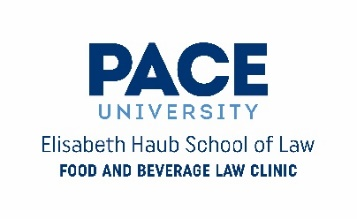 PACE
UNIVERSITY
Elisabeth Haub School of Law
FOOD AND BEVERAGE LAW CLINIC